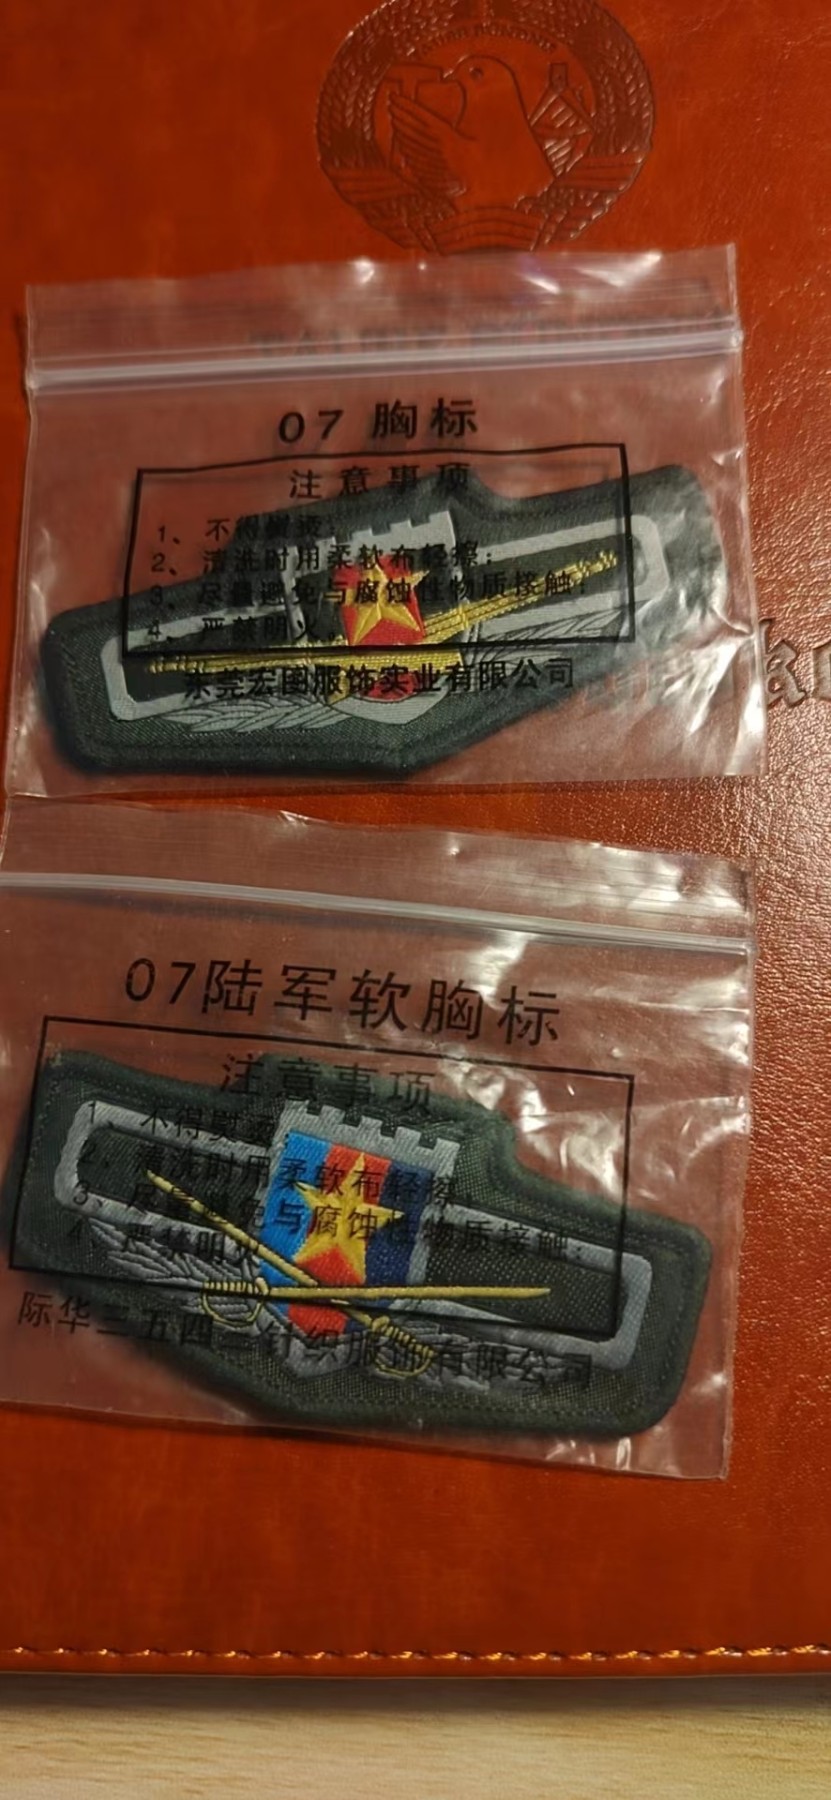 07 胸标
注意事项
1、不得熨烫;
2、清洗时用柔软布轻擦;
3、尽量避免与腐蚀性物质接触;
4、严禁明火。
东莞宏图服饰实业有限公司
07陆军软胸标
注意事项
1、不得熨烫;
2、清洗时用柔软布轻擦;
3、尽量避免与腐蚀性物质接触;
4、严禁明火
际华三五四二针织服饰有限公司